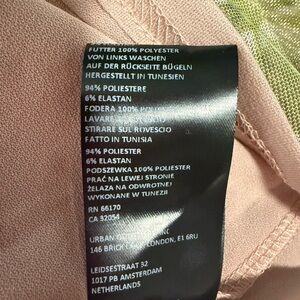 FUTTER 100% POLYESTER
VON LINKS WASCHEN
AUF DER RÜCKSEITE BÜGELN
HERGESTELLT IN TUNESIEN
94% POLIESTERE
6% ELASTAN
FODERA 100%
LAVARE
STIRARE SUL ROVESCIO
FATTO IN TUNISIA
94% POLIESTER
6% ELASTAN
PODSZEWKA 100% POLIESTER
PRAĆ NA LEWEJ STRONIE
ŻELAZA NA ODWROTNEJ
WYKONANE W TUNEZJI
RN 66170
CA 32054
URBAN
146 BRICK LONDON, E1 6RU
LEIDSESTRAAT 32
1017 PB AMSTERDAM
NETHERLANDS